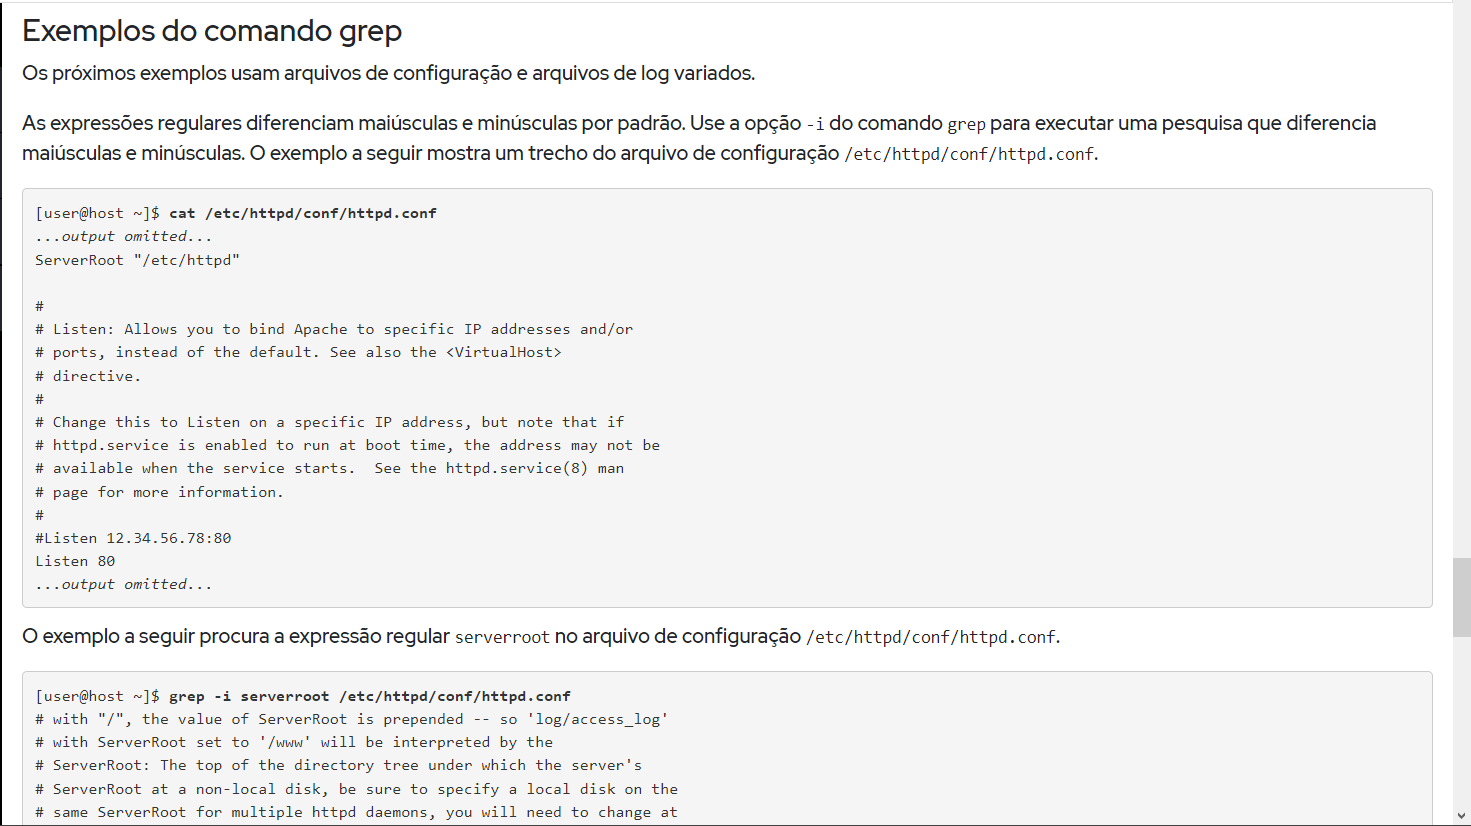 Exemplos do comando grep
Os próximos exemplos usam arquivos de configuração e arquivos de log variados.
As expressões regulares diferenciam maiúsculas e minúsculas por padrão. Use a opção -i do comando grep para executar uma pesquisa que diferencia
maiúsculas e minúsculas. O exemplo a seguir mostra um trecho do arquivo de configuração /etc/httpd/conf/httpd.conf.
[user@host ~]$ cat /etc/httpd/conf/httpd.conf
...output omitted...
ServerRoot "/etc/httpd"
#
# Listen: Allows you to bind Apache to specific IP addresses and/or
# ports, instead of the default. See also the <VirtualHost>
# directive.
#
# Change this to Listen on a specific IP address, but note that if
# httpd.service is enabled to run at boot time, the address may not be
# available when the service starts.  See the httpd.service(8) man
# page for more information.
#
#Listen 12.34.56.78:80
Listen 80
...output omitted...
O exemplo a seguir procura a expressão regular serverroot no arquivo de configuração /etc/httpd/conf/httpd.conf.
[user@host ~]$ grep -i serverroot /etc/httpd/conf/httpd.conf
# with "/", the value of ServerRoot is prepended -- so 'log/access_log'
# with ServerRoot set to '/www' will be interpreted by the
# ServerRoot: The top of the directory tree under which the server's
# ServerRoot at a non-local disk, be sure to specify a local disk on the
# same ServerRoot for multiple httpd daemons, you will need to change at